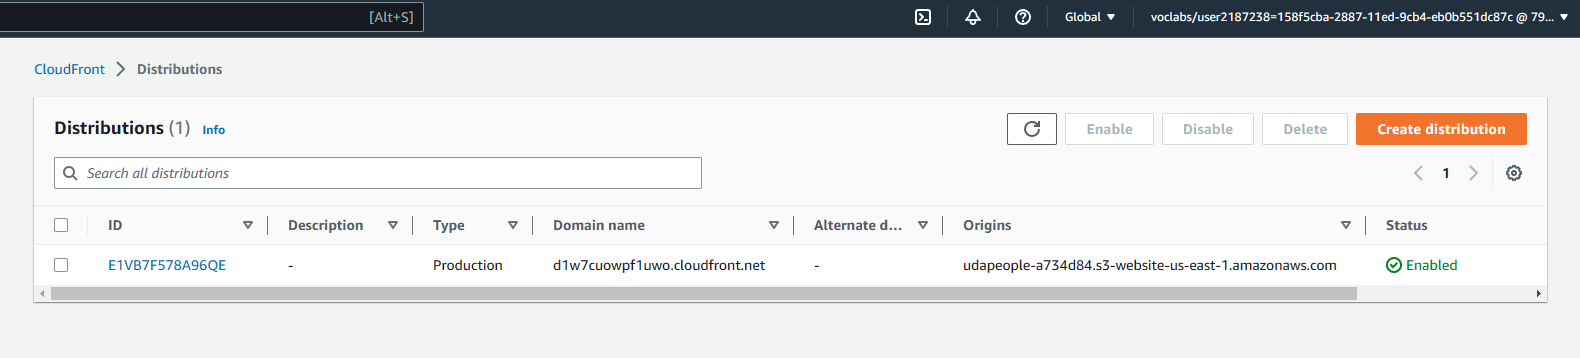 [Alt+S]
Global
voclabs/user2187238=158f5cba-2887-11ed-9cb4-eb0b551dc87c @ 79...
CloudFront > Distributions
Distributions (1) Info
Enable Disable Delete Create distribution
Search all distributions
1
ID Description Type Domain name Alternate d... Origins Status
E1VB7F578A96QE - Production d1w7cuowpf1uwo.cloudfront.net - udapeople-a734d84.s3-website-us-east-1.amazonaws.com Enabled